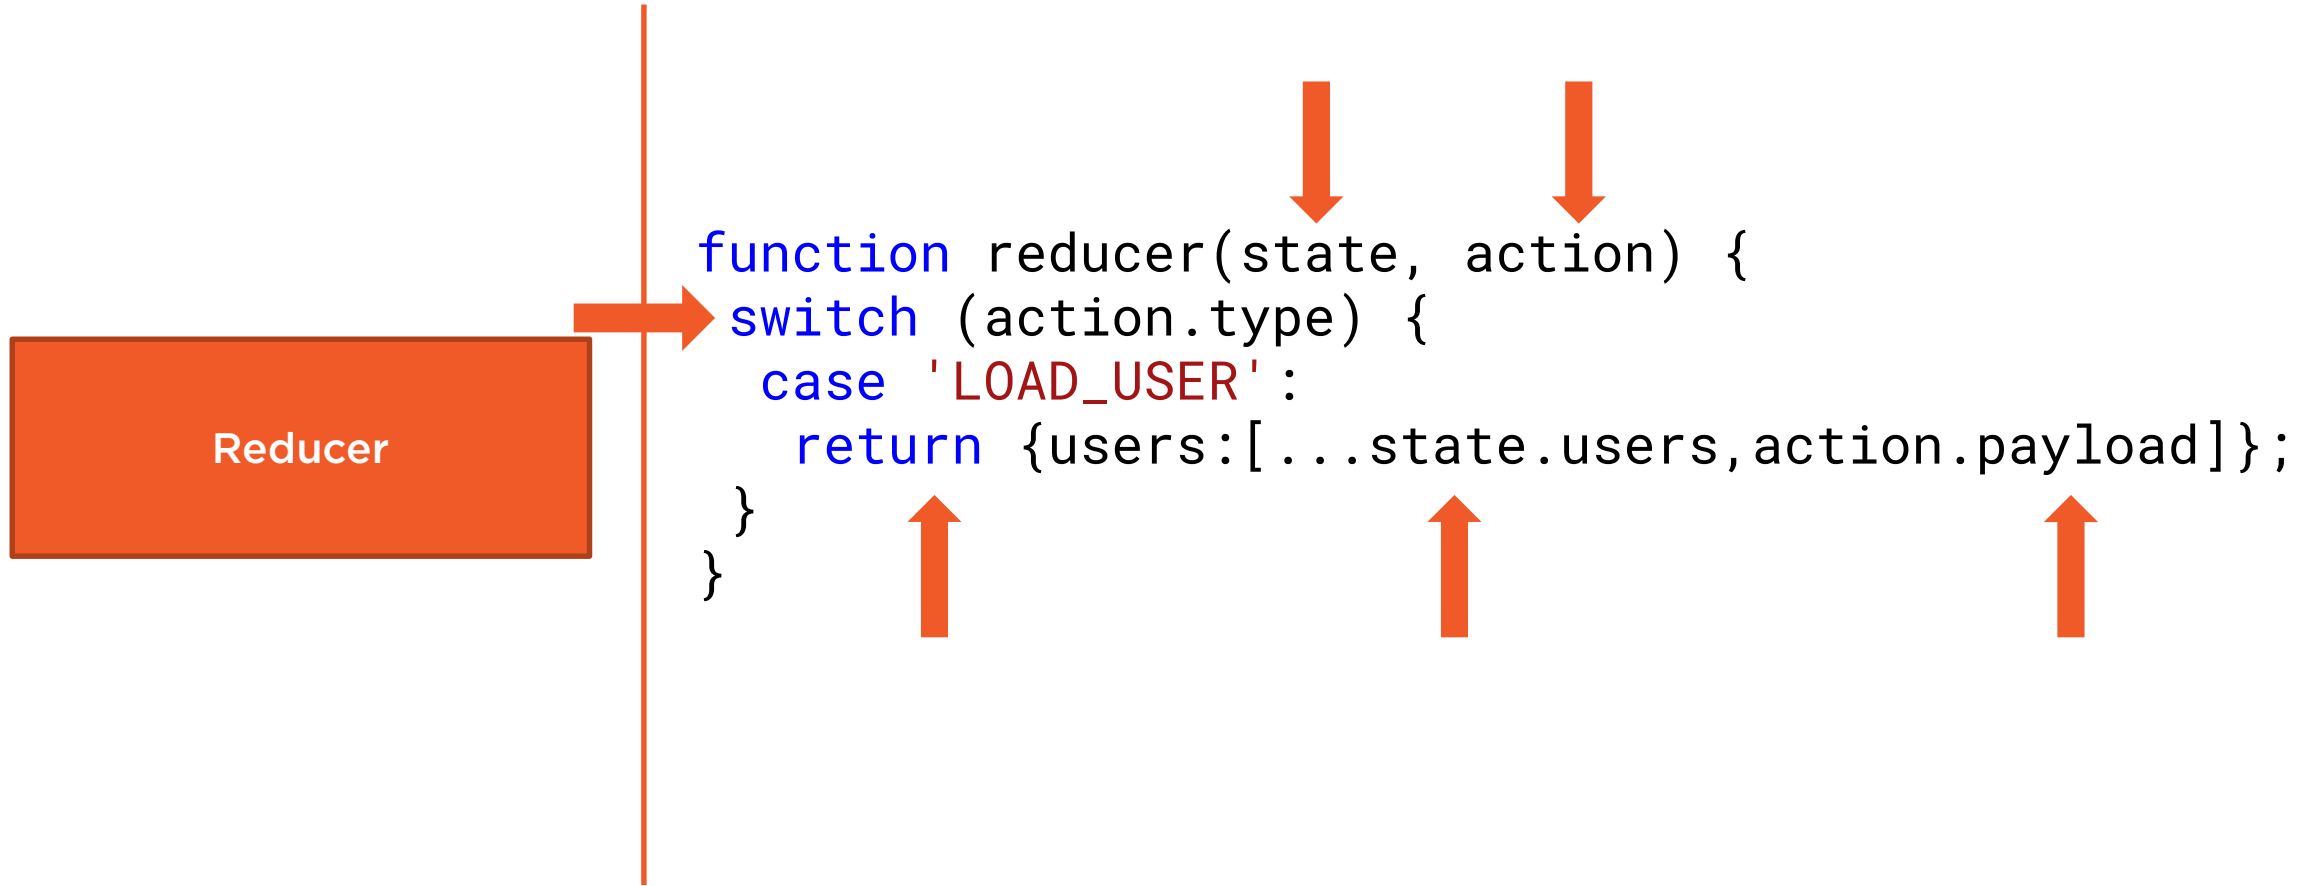 Reducer
function reducer(state, action) {
switch (action.type) {
case 'LOAD_USER':
return {users:[...state.users,action.payload]};
}
}